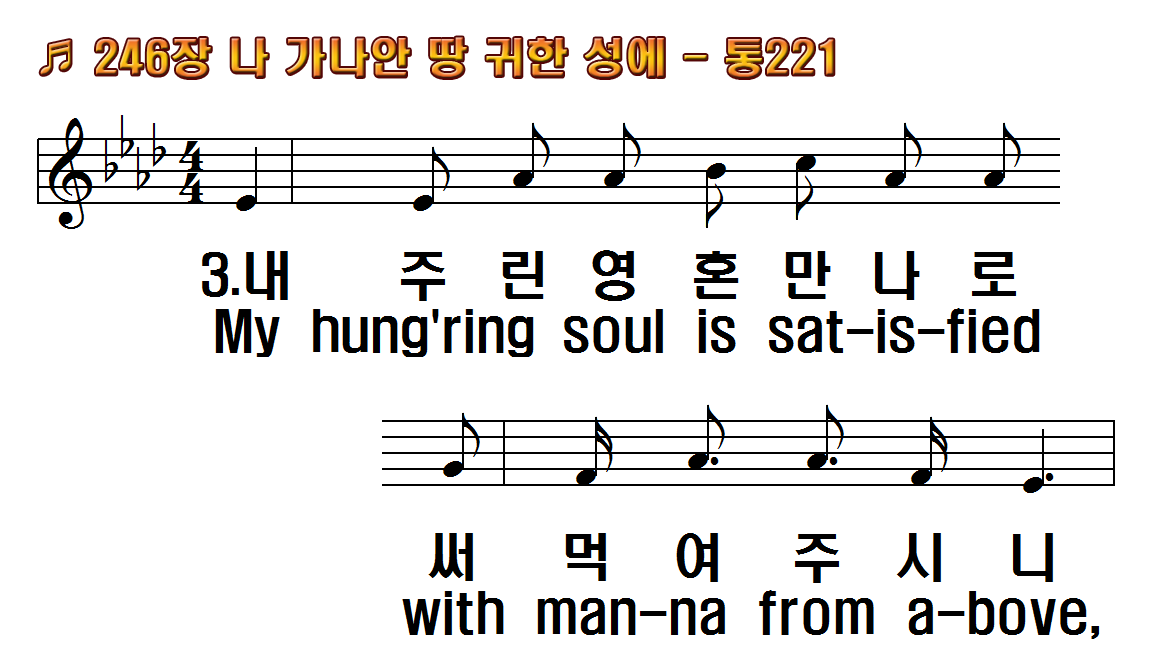 ♬ 246장 나 가나안 땅 귀한 성에 - 통221
4
4
3.내 주 린 영 혼 만 나 로
My hung'ring soul is sat-is-fied
써 먹 여 주 시 니
with man-na from a-bove,